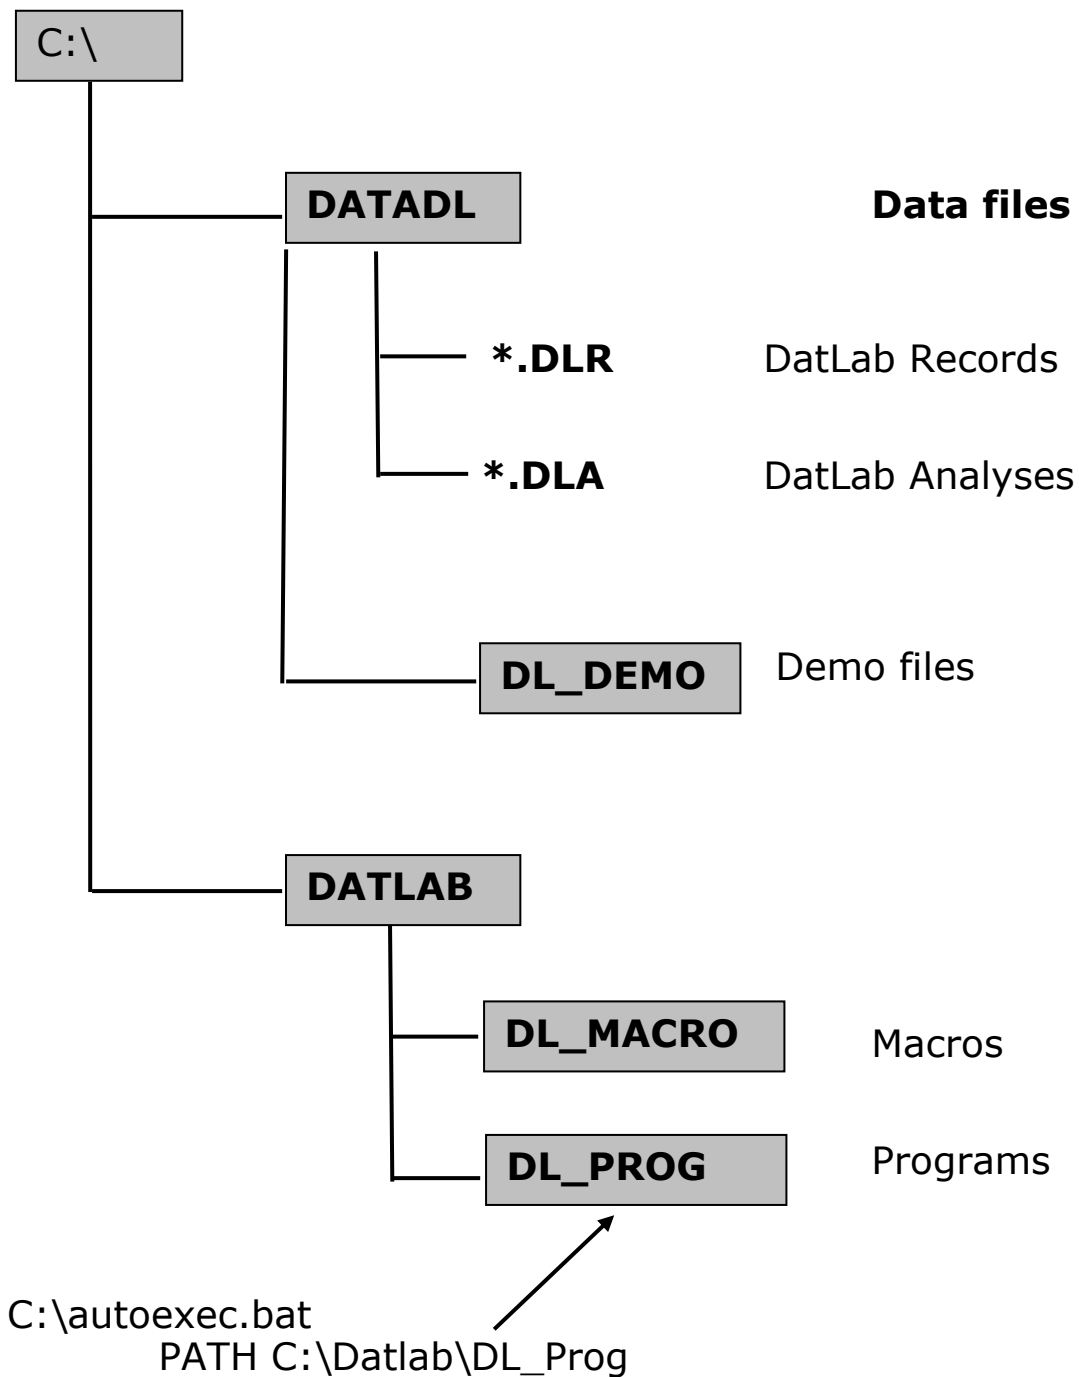 C:\
DATADL Data files
*.DLR DatLab Records
*.DLA DatLab Analyses
DL_DEMO Demo files
DATLAB
DL_MACRO Macros
DL_PROG Programs
C:\autoexec.bat
PATH C:\Datlab\DL_Prog